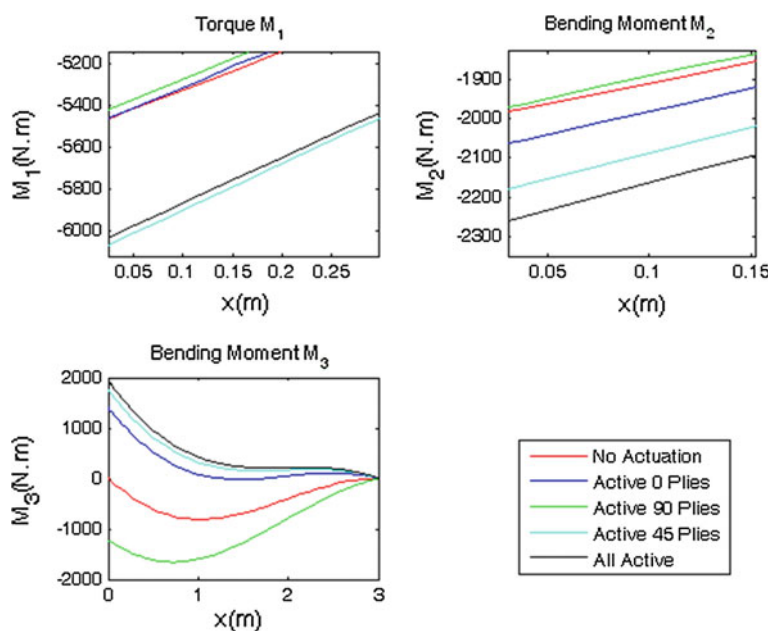 Torque M1
M1(N.m)
-5200
-5400
-5600
-5800
-6000
0.05 0.1 0.15 0.2 0.25
x(m)
Bending Moment M2
M2(N.m)
-1900
-2000
-2100
-2200
-2300
0.05 0.1 0.15
x(m)
Bending Moment M3
M3(N.m)
2000
1000
0
-1000
-2000
0 1 2 3
x(m)
No Actuation
Active 0 Plies
Active 90 Plies
Active 45 Plies
All Active